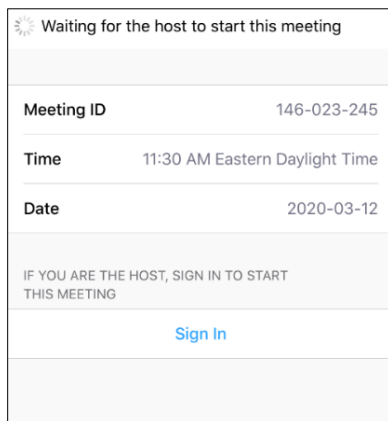 Waiting for the host to start this meeting
Meeting ID 146-023-245
Time 11:30 AM Eastern Daylight Time
Date 2020-03-12
IF YOU ARE THE HOST, SIGN IN TO START
THIS MEETING
Sign In